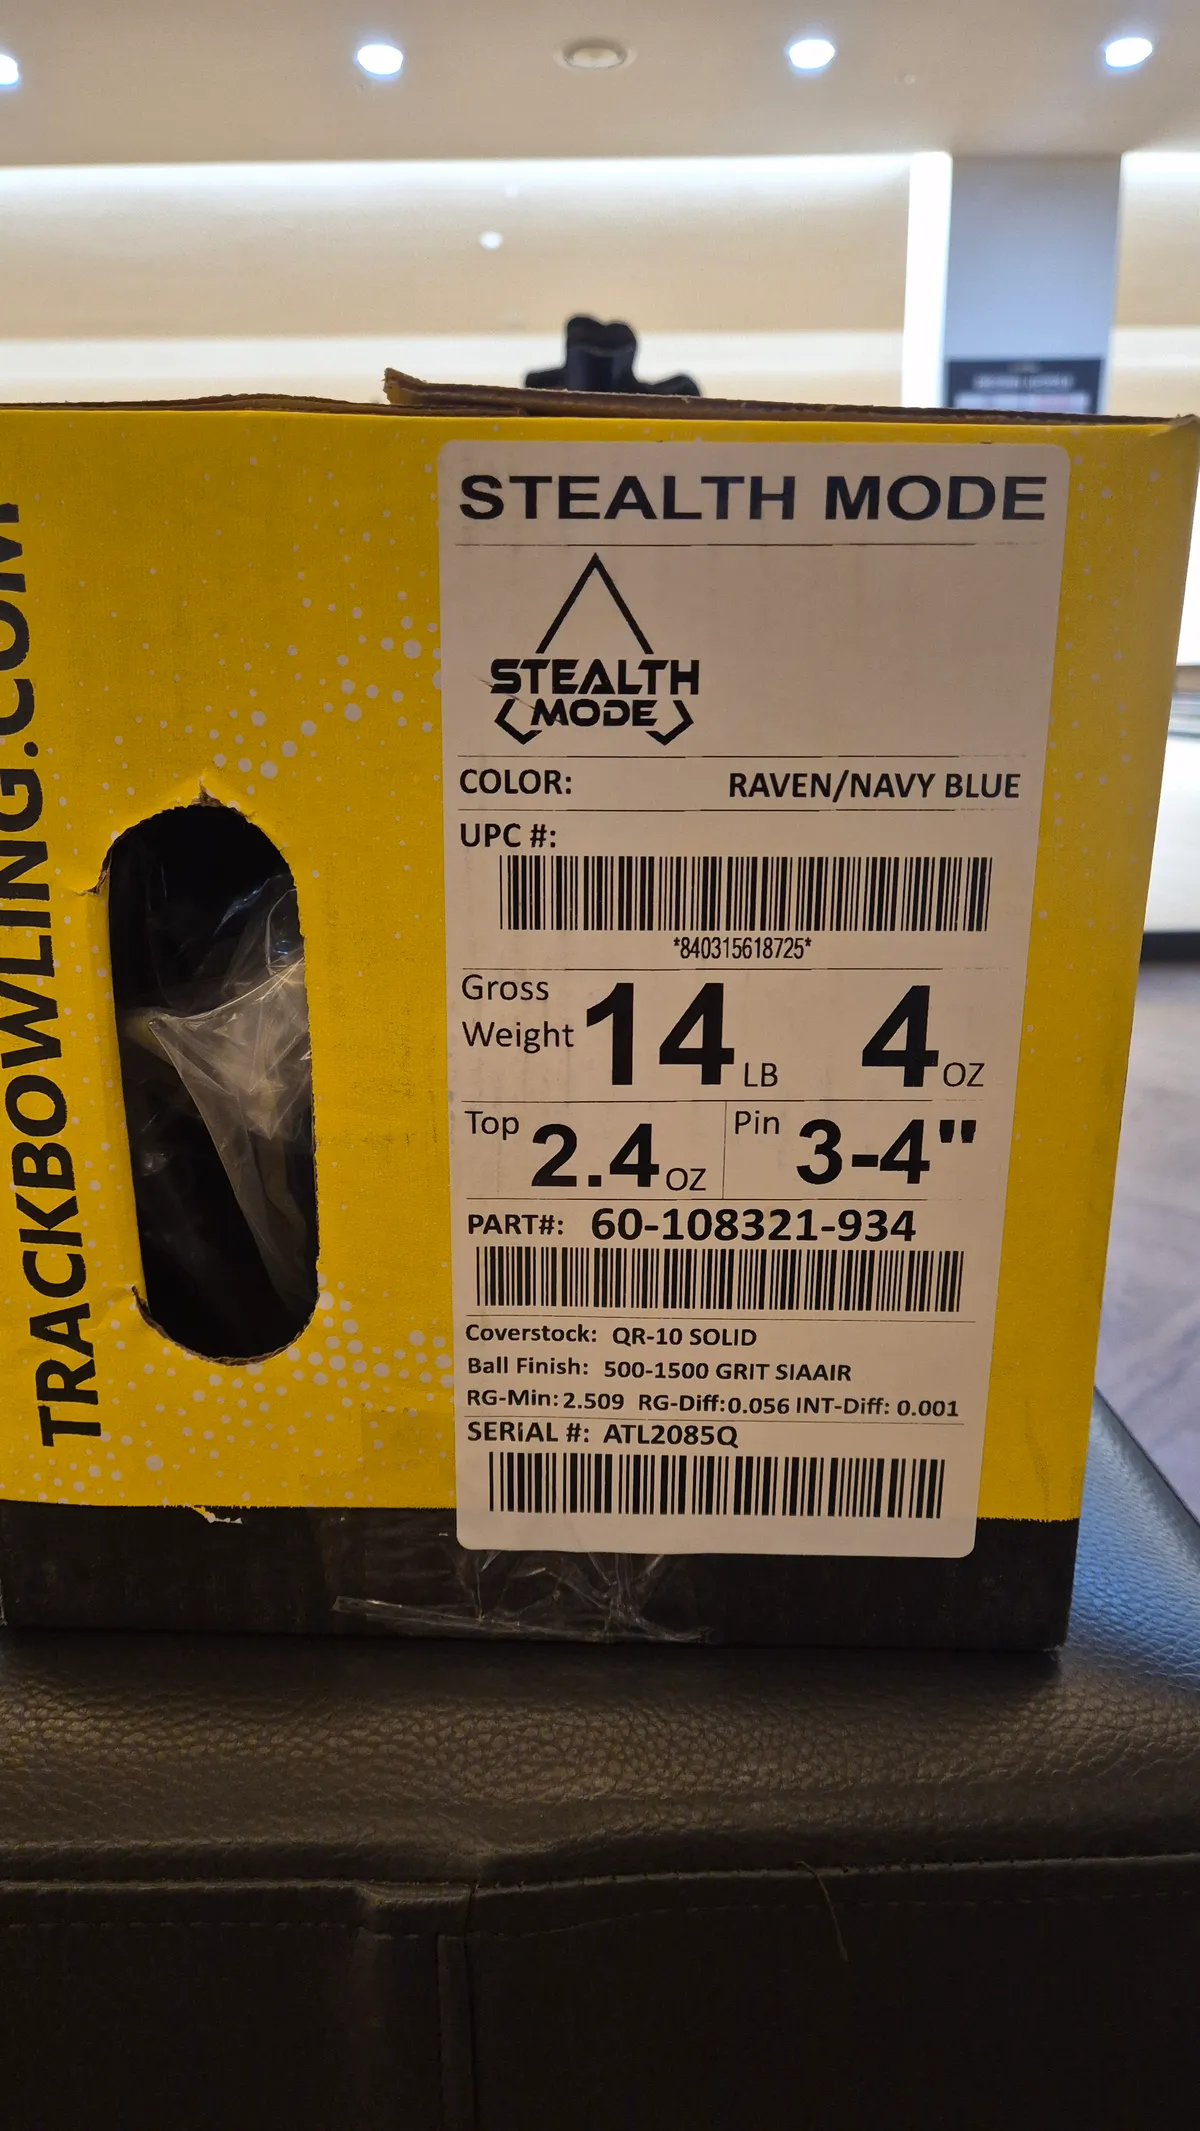 TRACKBOWLING.COM
STEALTH MODE
STEALTH
MODE
COLOR: RAVEN/NAVY BLUE
UPC #:
*840315618725*
Gross Weight 14 LB 4 OZ
Top 2.4 OZ Pin 3-4"
PART#: 60-108321-934
Coverstock: QR-10 SOLID
Ball Finish: 500-1500 GRIT SIAAIR
RG-Min: 2.509 RG-Diff: 0.056 INT-Diff: 0.001
SERIAL #: ATL2085Q